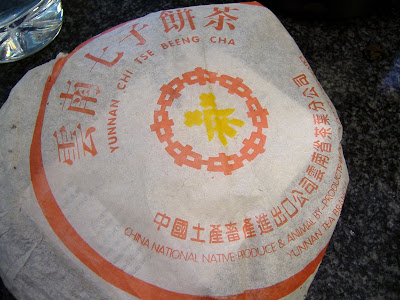 雲南七子餅茶
YUNNAN CHI TSE BEENG CHA
茶
中國土產畜產進出口公司雲南省茶葉分公司
CHINA NATIONAL NATIVE PRODUCE & ANIMAL BY-PRODUCTS
YUNNAN TEA BRA